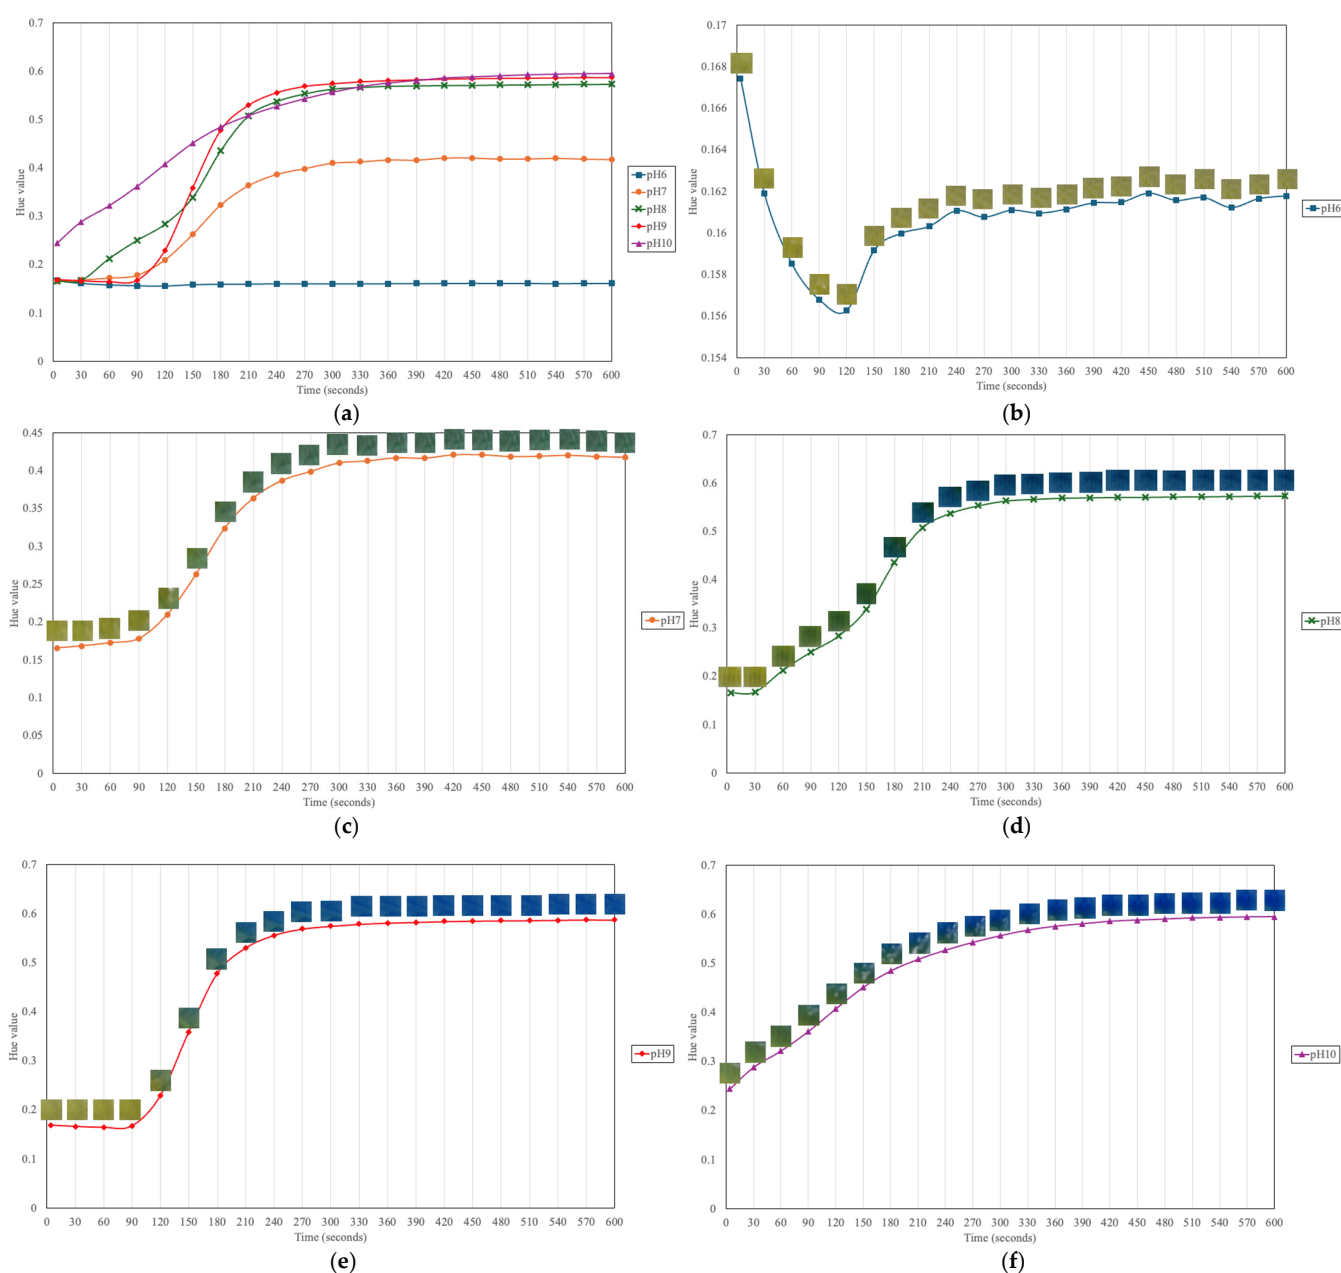 0.7
0.6
0.5
0.4
0.3
0.2
0.1
0
Hue value
0 30 60 90 120 150 180 210 240 270 300 330 360 390 420 450 480 510 540 570 600
Time (seconds)
pH6
pH7
pH8
pH9
pH10
(a)
0.17
0.168
0.166
0.164
0.162
0.16
0.158
0.156
0.154
Hue value
0 30 60 90 120 150 180 210 240 270 300 330 360 390 420 450 480 510 540 570 600
Time (seconds)
pH6
(b)
0.45
0.4
0.35
0.3
0.25
0.2
0.15
0.1
0.05
0
Hue value
0 30 60 90 120 150 180 210 240 270 300 330 360 390 420 450 480 510 540 570 600
Time (seconds)
pH7
(c)
0.7
0.6
0.5
0.4
0.3
0.2
0.1
0
Hue value
0 30 60 90 120 150 180 210 240 270 300 330 360 390 420 450 480 510 540 570 600
Time (seconds)
pH8
(d)
0.7
0.6
0.5
0.4
0.3
0.2
0.1
0
Hue value
0 30 60 90 120 150 180 210 240 270 300 330 360 390 420 450 480 510 540 570 600
Time (seconds)
pH9
(e)
0.7
0.6
0.5
0.4
0.3
0.2
0.1
0
Hue value
0 30 60 90 120 150 180 210 240 270 300 330 360 390 420 450 480 510 540 570 600
Time (seconds)
pH10
(f)